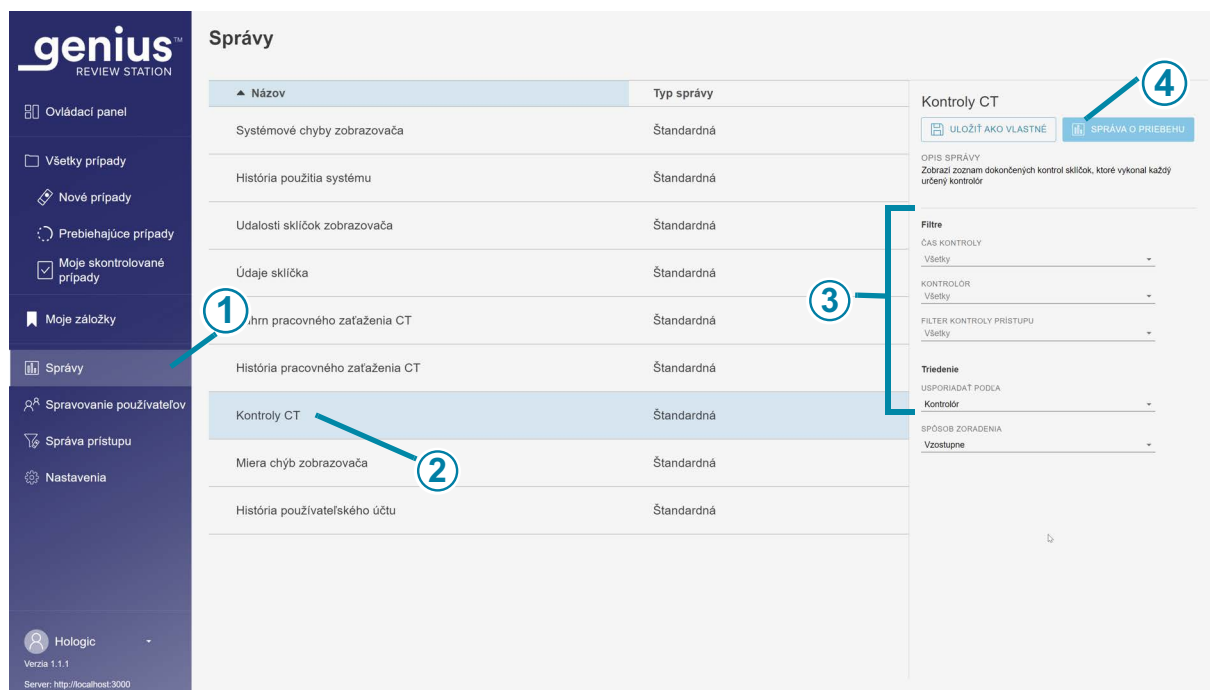 genius™
REVIEW STATION
Ovládací panel
Všetky prípady
Nové prípady
Prebiehajúce prípady
Moje skontrolované
prípady
Moje záložky
Správy
Spravovanie používateľov
Správa prístupu
Nastavenia
Hologic
Verzia 1.1.1
Server: http://localhost:3000
Správy
Názov Typ správy
Systémové chyby zobrazovača Štandardná
História použitia systému Štandardná
Udalosti sklíčok zobrazovača Štandardná
Údaje sklíčka Štandardná
pracovného zaťaženia CT Štandardná
História pracovného zaťaženia CT Štandardná
Kontroly CT Štandardná
Miera chýb zobrazovača Štandardná
História používateľského účtu Štandardná
Kontroly CT
ULOŽIŤ AKO VLASTNÉ SPRÁVA O PRIEBEHU
OPIS SPRÁVY
Zobrazí zoznam dokončených kontrol sklíčok, ktoré vykonal každý
určený kontrolór
Filtre
ČAS KONTROLY
Všetky
KONTROLÓR
Všetky
FILTER KONTROLY PRÍSTUPU
Všetky
Triedenie
USPORIADAŤ PODĽA
Kontrolór
SPÔSOB ZORADENIA
Vzostupne
1
2
3
4